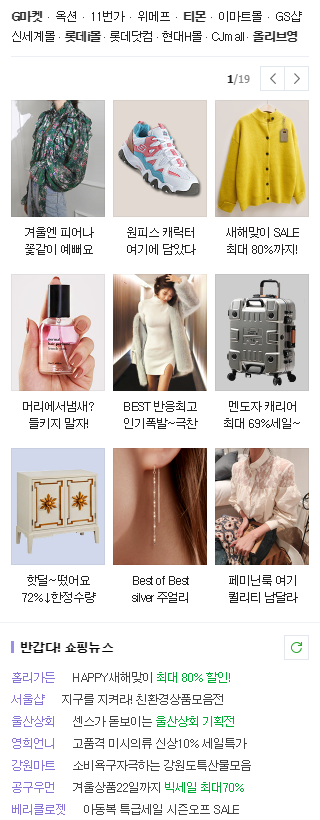 G마켓 · 옥션 · 11번가 · 위메프 · 티몬 · 이마트몰 · GS샵
신세계몰 · 롯데i몰 · 롯데닷컴 · 현대H몰 · CJmall · 올리브영
1/19
겨울엔 피어나 원피스 캐릭터 새해맞이 SALE
꽃같이 예뻐요 여기에 담았다 최대 80%까지!
머리에서냄새? BEST 반응최고 멘도자 캐리어
들키지 말자! 인기폭발~극찬 최대 69%세일~
핫딜~떴어요 Best of Best 페미닌룩 여기
72%↓한정수량 silver 주얼리 퀄리티 남달라
반갑다! 쇼핑뉴스
홀리가든 HAPPY새해맞이 최대 80% 할인!
서울샵 지구를 지켜라! 친환경상품모음전
울산상회 센스가 돋보이는 울산상회 기획전
영희언니 고품격 미시의류 신상10% 세일특가
강원마트 소비욕구자극하는 강원도특산물모음
공구우먼 겨울상품22일까지 빅세일 최대70%
베리클로젯 아동복 특급세일 시즌오프 SALE